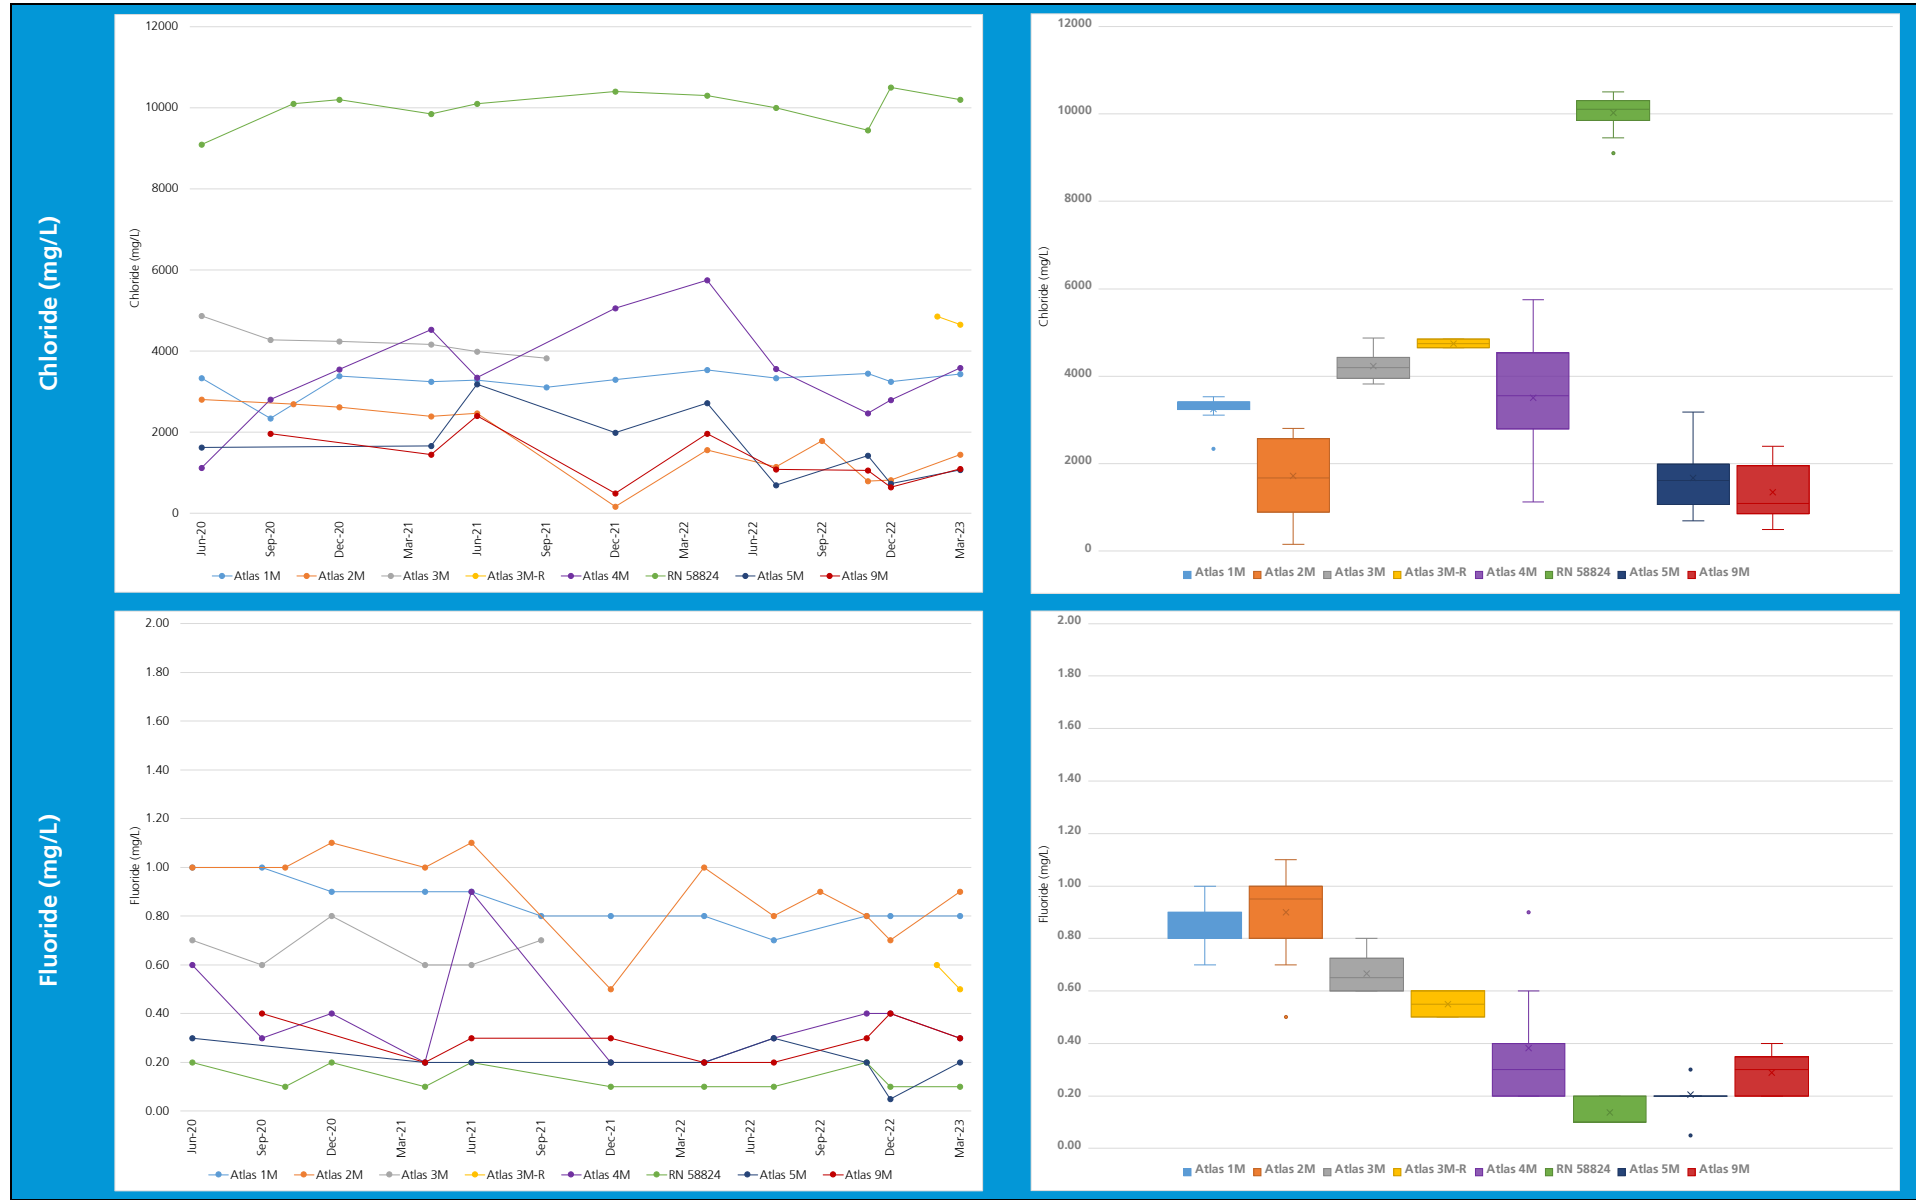 Chloride (mg/L)
12000
10000
8000
6000
4000
2000
0
Chloride (mg/L)
Jun-20
Sep-20
Dec-20
Mar-21
Jun-21
Sep-21
Dec-21
Mar-22
Jun-22
Sep-22
Dec-22
Mar-23
Atlas 1M Atlas 2M Atlas 3M Atlas 3M-R Atlas 4M RN 58824 Atlas 5M Atlas 9M
12000
10000
8000
6000
4000
2000
0
Chloride (mg/L)
Atlas 1M Atlas 2M Atlas 3M Atlas 3M-R Atlas 4M RN 58824 Atlas 5M Atlas 9M
Fluoride (mg/L)
2.00
1.80
1.60
1.40
1.20
1.00
0.80
0.60
0.40
0.20
0.00
Fluoride (mg/L)
Jun-20
Sep-20
Dec-20
Mar-21
Jun-21
Sep-21
Dec-21
Mar-22
Jun-22
Sep-22
Dec-22
Mar-23
Atlas 1M Atlas 2M Atlas 3M Atlas 3M-R Atlas 4M RN 58824 Atlas 5M Atlas 9M
2.00
1.80
1.60
1.40
1.20
1.00
0.80
0.60
0.40
0.20
0.00
Fluoride (mg/L)
Atlas 1M Atlas 2M Atlas 3M Atlas 3M-R Atlas 4M RN 58824 Atlas 5M Atlas 9M